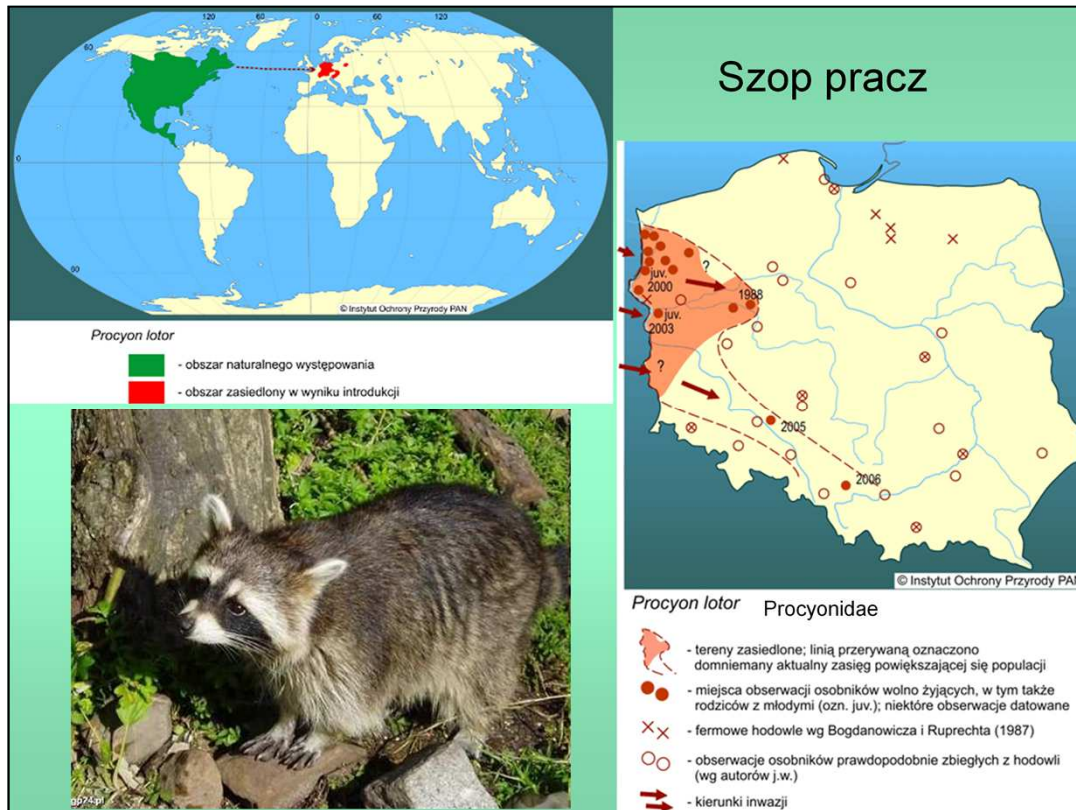 120
60
0
60
120
60
0
60
© Instytut Ochrony Przyrody PAN
Procyon lotor
- obszar naturalnego występowania
- obszar zasiedlony w wyniku introdukcji
gp24.pl
Szop pracz
?
juv.
2000
1988
juv.
2003
?
2005
2006
© Instytut Ochrony Przyrody PAN
Procyon lotor Procyonidae
- tereny zasiedlone; linią przerywaną oznaczono
domniemany aktualny zasięg powiększającej się populacji
- miejsca obserwacji osobników wolno żyjących, w tym także
rodziców z młodymi (ozn. juv.); niektóre obserwacje datowane
- fermowe hodowle wg Bogdanowicza i Ruprechta (1987)
- obserwacje osobników prawdopodobnie zbiegłych z hodowli
(wg autorów j.w.)
- kierunki inwazji